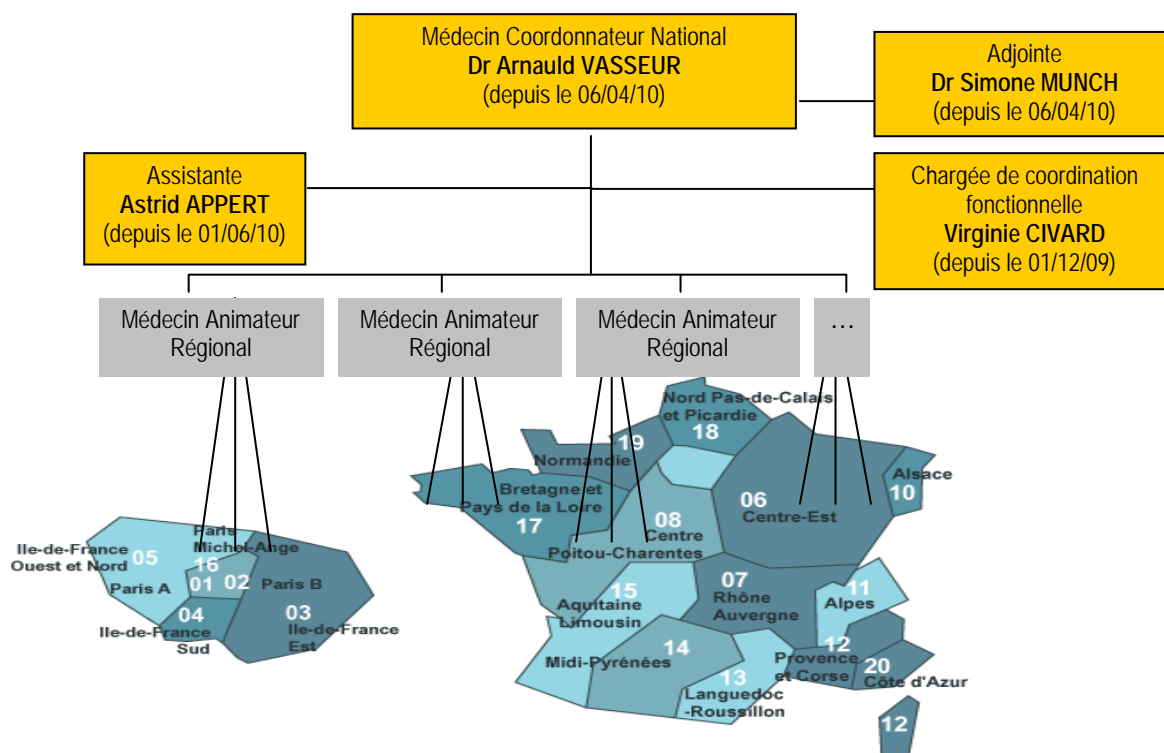 Médecin Coordonnateur National
Dr Arnauld VASSEUR
(depuis le 06/04/10)
Adjointe
Dr Simone MUNCH
(depuis le 06/04/10)
Assistante
Astrid APPERT
(depuis le 01/06/10)
Chargée de coordination
fonctionnelle
Virginie CIVARD
(depuis le 01/12/09)
Médecin Animateur
Régional
Médecin Animateur
Régional
Médecin Animateur
Régional
…
Nord Pas-de-Calais
et Picardie
18
19
Normandie
Alsace
10
Bretagne et
Pays de la Loire
17
06
Centre-Est
08
Centre
Poitou-Charentes
07
Rhône
Auvergne
15
Aquitaine
Limousin
11
Alpes
14
Midi-Pyrénées
12
Provence
et Corse
20
Côte d'Azur
13
Languedoc
-Roussillon
12
Paris
Michel-Ange
16
Ile-de-France
Ouest et Nord
05
01
02
Paris A
Paris B
04
Ile-de-France
Sud
03
Ile-de-France
Est